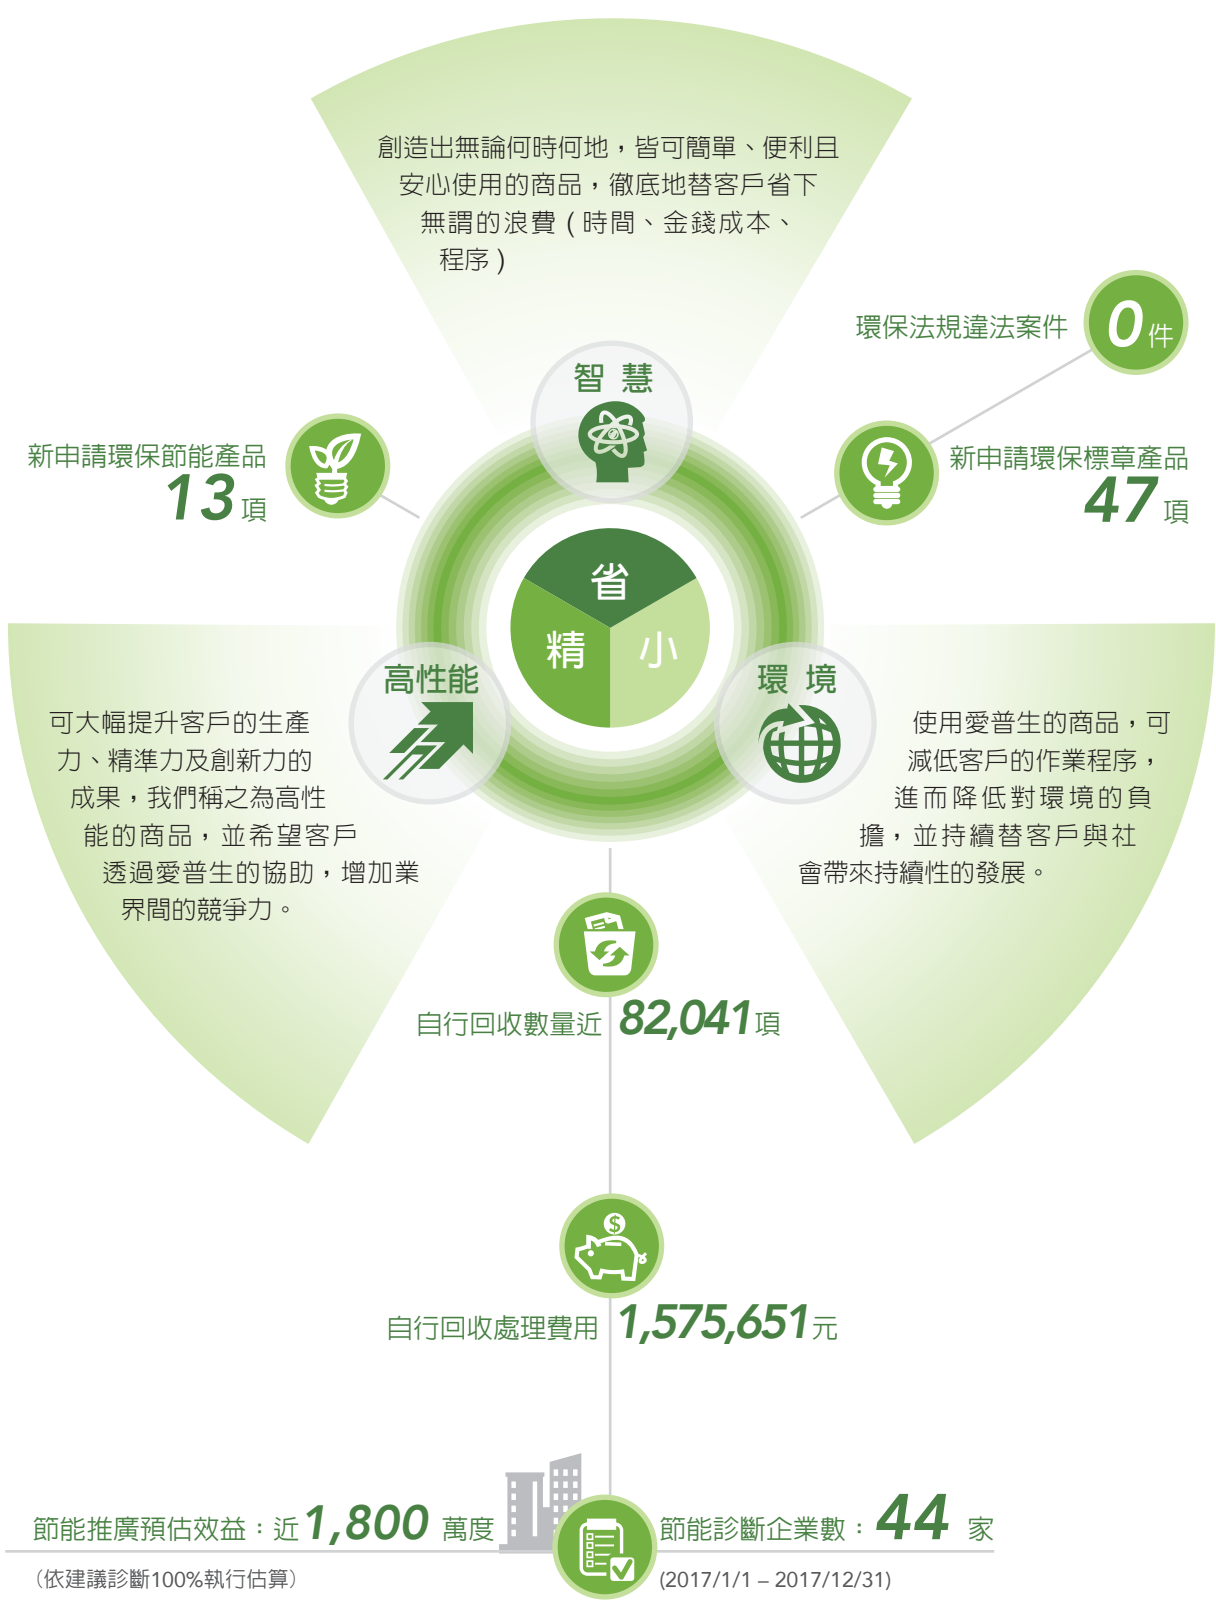 創造出無論何時何地，皆可簡單、便利且
安心使用的商品，徹底地替客戶省下
無謂的浪費（時間、金錢成本、
程序）
環保法規違法案件
0件
智慧
新申請環保節能產品
13項
新申請環保標章產品
47項
省
精
小
高性能
環境
可大幅提升客戶的生產
力、精準力及創新力的
成果，我們稱之為高性
能的商品，並希望客戶
透過愛普生的協助，增加業
界間的競爭力。
使用愛普生的商品，可
減低客戶的作業程序，
進而降低對環境的負
擔，並持續替客戶與社
會帶來持續性的發展。
自行回收數量近 82,041項
$
自行回收處理費用 1,575,651元
節能推廣預估效益：近1,800 萬度
（依建議診斷100%執行估算）
節能診斷企業數：44 家
(2017/1/1 – 2017/12/31)